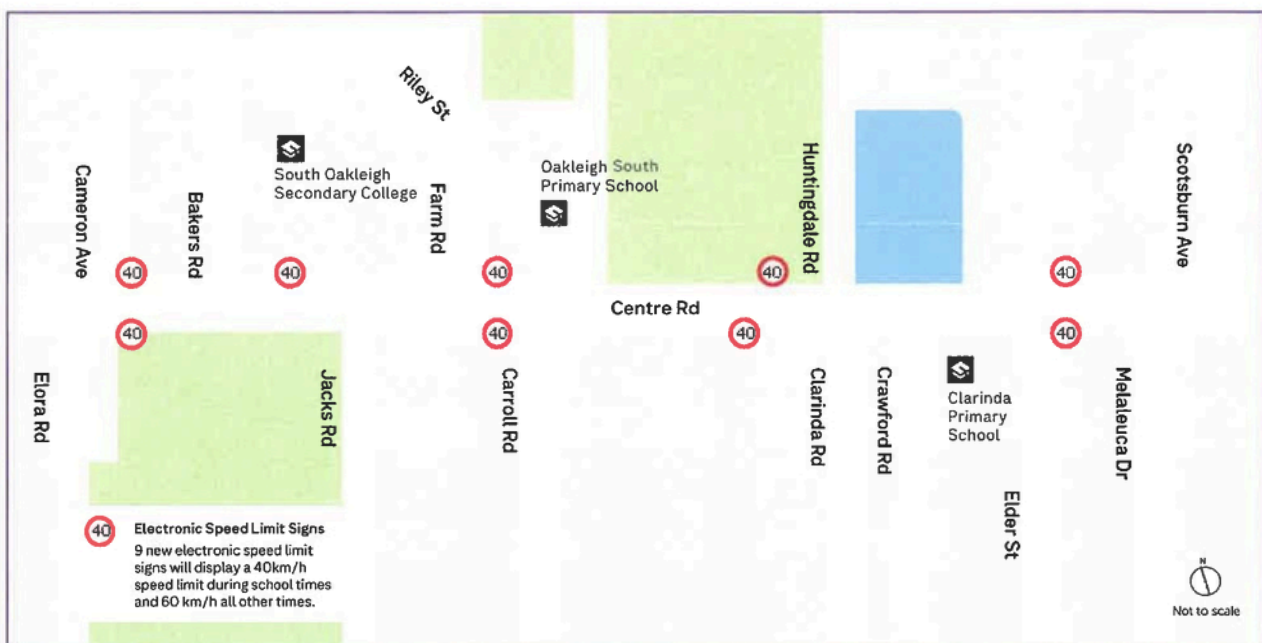 Riley St
South Oakleigh
Secondary College
Oakleigh South
Primary School
Cameron Ave
Bakers Rd
Farm Rd
Huntingdale Rd
Scotsburn Ave
40
40
40
40
40
Centre Rd
40
40
40
40
Elora Rd
Jacks Rd
Carroll Rd
Clarinda Rd
Crawford Rd
Clarinda
Primary
School
Melaleuca Dr
Elder St
40
Electronic Speed Limit Signs
9 new electronic speed limit
signs will display a 40km/h
speed limit during school times
and 60 km/h all other times.
N
Not to scale